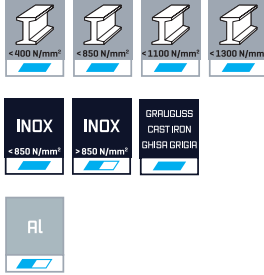 <400 N/mm² <850 N/mm² <1100 N/mm² <1300 N/mm²
INOX INOX GRAUGUSS
CAST IRON
GHISA GRIGIA
<850 N/mm² >850 N/mm²
Al